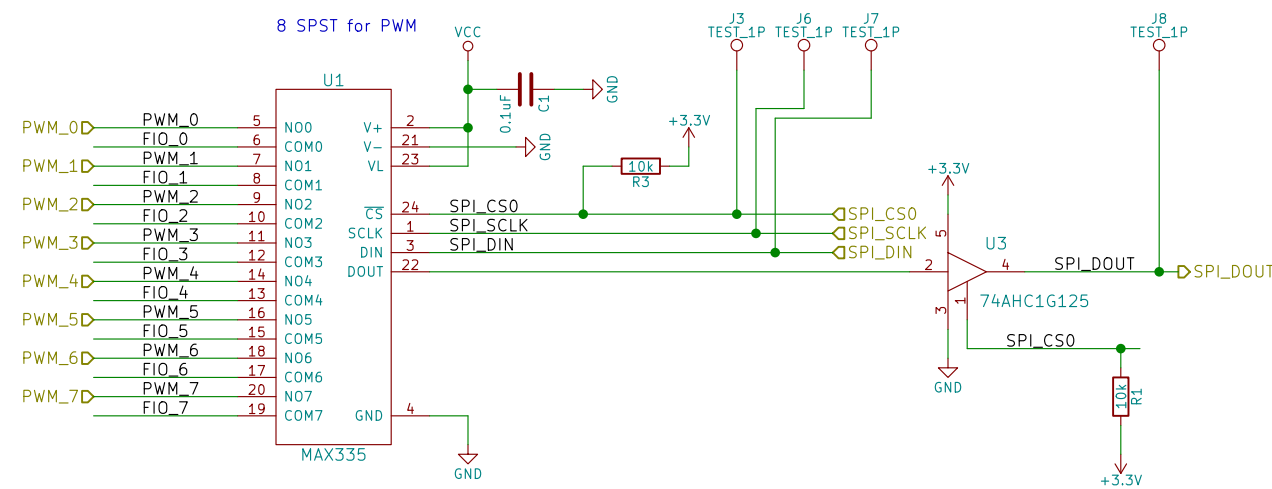 8 SPST for PWM
VCC
J3
TEST_1P
J6
TEST_1P
J7
TEST_1P
J8
TEST_1P
U1
0.1uF
C1
GND
PWM_0 PWM_0 5 NO0 V+ 2
FIO_0 6 COM0 V- 21 GND
PWM_1 PWM_1 7 NO1 VL 23
FIO_1 8 COM1
+3.3V
10k
R3
PWM_2 PWM_2 9 NO2 CS 24 SPI_CS0 SPI_CS0
FIO_2 10 COM2 SCLK 1 SPI_SCLK SPI_SCLK
PWM_3 PWM_3 11 NO3 DIN 3 SPI_DIN SPI_DIN
FIO_3 12 COM3 DOUT 22
PWM_4 PWM_4 14 NO4
FIO_4 13 COM4
PWM_5 PWM_5 16 NO5
FIO_5 15 COM5
PWM_6 PWM_6 18 NO6
FIO_6 17 COM6
PWM_7 PWM_7 20 NO7
FIO_7 19 COM7 GND 4
MAX335
GND
+3.3V
5
U3
2 4 SPI_DOUT SPI_DOUT
74AHC1G125
3 1
SPI_CS0
GND
10k
R1
+3.3V